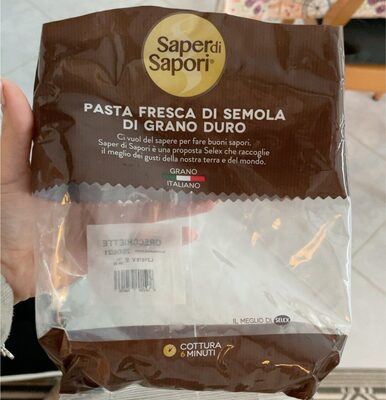 Saper di
Sapori®
PASTA FRESCA DI SEMOLA
DI GRANO DURO
Ci vuol del sapere per fare buoni sapori.
Saper di Sapori è una proposta Selex che raccoglie
il meglio dei gusti della nostra terra e del mondo.
GRANO
ITALIANO
ORECCHIETTE
IL MEGLIO DI SELEX
COTTURA
6 MINUTI